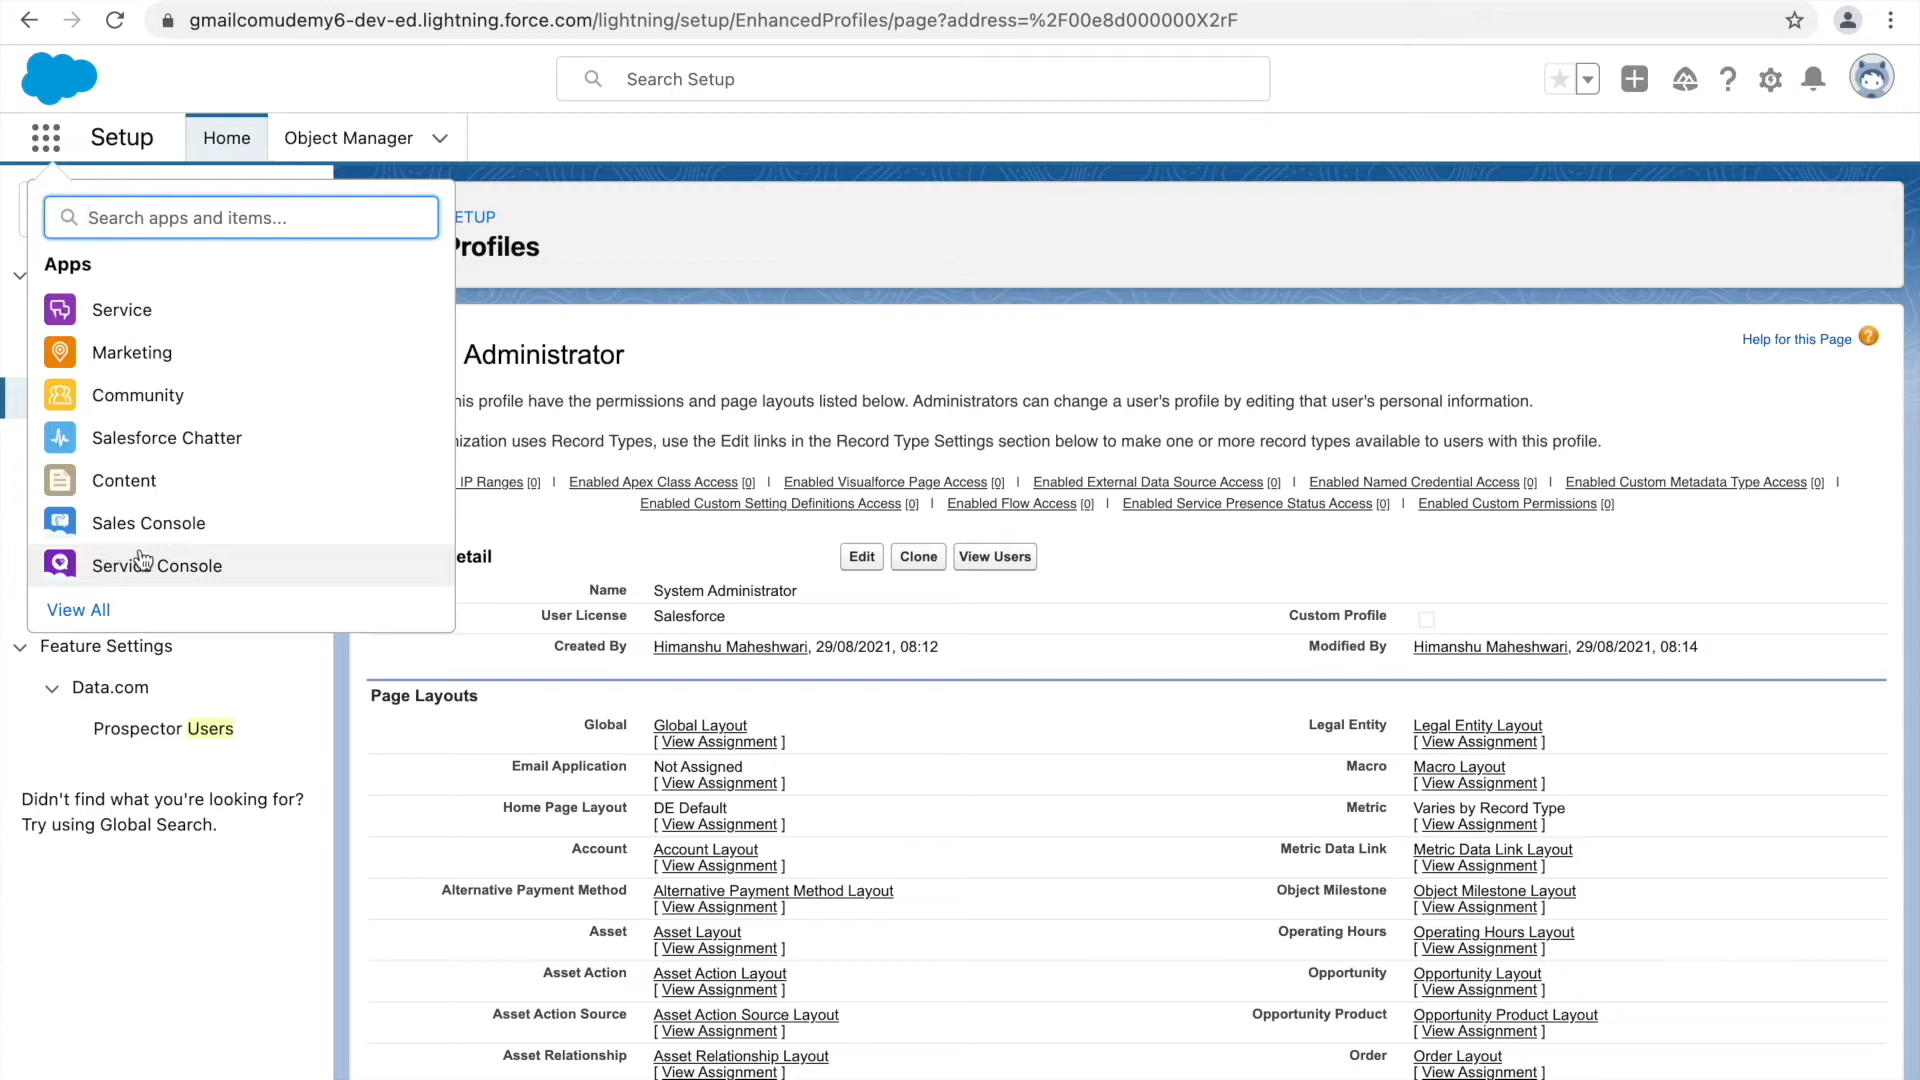 gmailcomudemy6-dev-ed.lightning.force.com/lightning/setup/EnhancedProfiles/page?address=%2F00e8d000000X2rF
Search Setup
Setup
Home
Object Manager
Search apps and items...
Apps
Service
Marketing
Community
Salesforce Chatter
Content
Sales Console
Service Console
View All
Feature Settings
Data.com
Prospector Users
Didn't find what you're looking for?
Try using Global Search.
ETUP
Profiles
Administrator
Help for this Page
his profile have the permissions and page layouts listed below. Administrators can change a user's profile by editing that user's personal information.
nization uses Record Types, use the Edit links in the Record Type Settings section below to make one or more record types available to users with this profile.
IP Ranges [0] | Enabled Apex Class Access [0] | Enabled Visualforce Page Access [0] | Enabled External Data Source Access [0] | Enabled Named Credential Access [0] | Enabled Custom Metadata Type Access [0] |
Enabled Custom Setting Definitions Access [0] | Enabled Flow Access [0] | Enabled Service Presence Status Access [0] | Enabled Custom Permissions [0]
etail Edit Clone View Users
Name System Administrator
User License Salesforce Custom Profile
Created By Himanshu Maheshwari, 29/08/2021, 08:12 Modified By Himanshu Maheshwari, 29/08/2021, 08:14
Page Layouts
Global Global Layout Legal Entity Legal Entity Layout
[ View Assignment ] [ View Assignment ]
Email Application Not Assigned Macro Macro Layout
[ View Assignment ] [ View Assignment ]
Home Page Layout DE Default Metric Varies by Record Type
[ View Assignment ] [ View Assignment ]
Account Account Layout Metric Data Link Metric Data Link Layout
[ View Assignment ] [ View Assignment ]
Alternative Payment Method Alternative Payment Method Layout Object Milestone Object Milestone Layout
[ View Assignment ] [ View Assignment ]
Asset Asset Layout Operating Hours Operating Hours Layout
[ View Assignment ] [ View Assignment ]
Asset Action Asset Action Layout Opportunity Opportunity Layout
[ View Assignment ] [ View Assignment ]
Asset Action Source Asset Action Source Layout Opportunity Product Opportunity Product Layout
[ View Assignment ] [ View Assignment ]
Asset Relationship Asset Relationship Layout Order Order Layout
[ View Assignment ] [ View Assignment ]